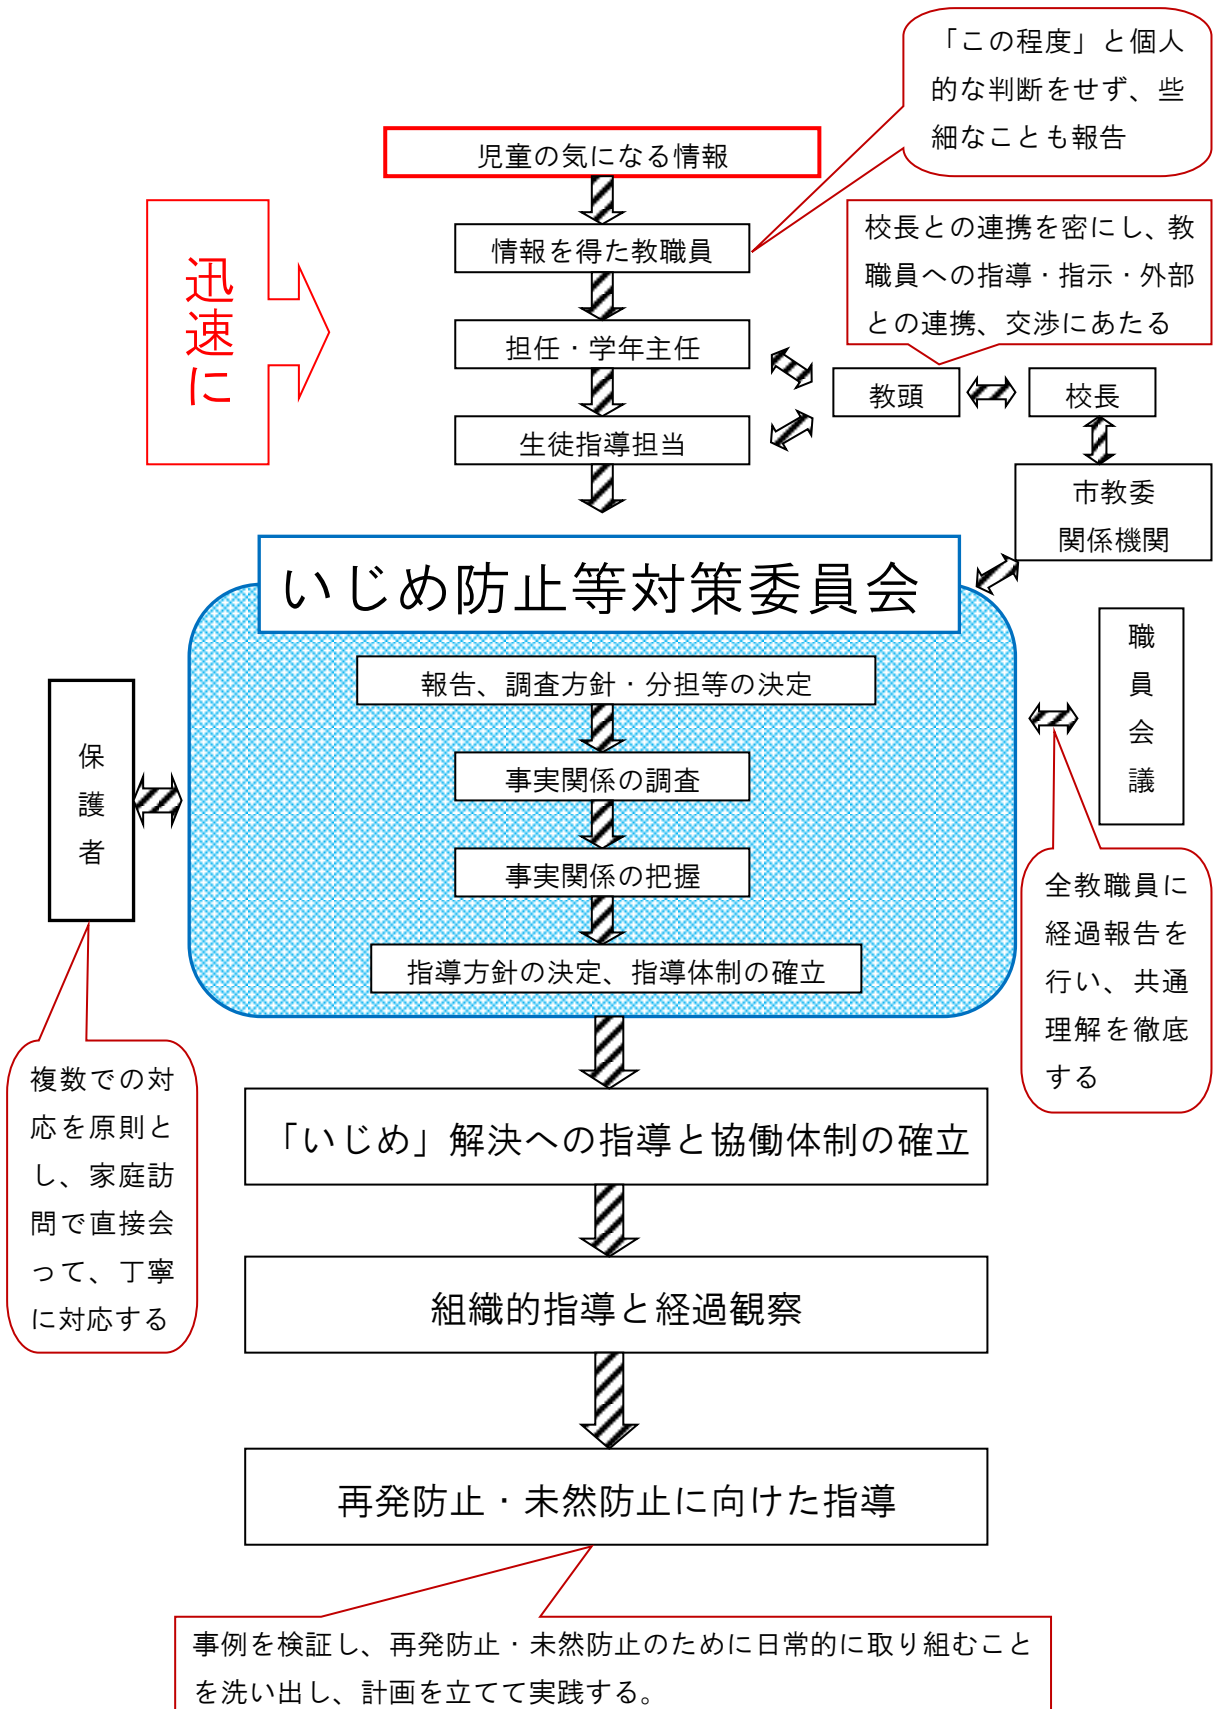 「この程度」と個人
的な判断をせず、些
細なことも報告
児童の気になる情報
情報を得た教職員
迅速に
校長との連携を密にし、教
職員への指導・指示・外部
との連携、交渉にあたる
担任・学年主任
教頭
校長
生徒指導担当
市教委
関係機関
いじめ防止等対策委員会
報告、調査方針・分担等の決定
職員会議
保護者
事実関係の調査
事実関係の把握
指導方針の決定、指導体制の確立
全教職員に
経過報告を
行い、共通
理解を徹底
する
複数での対
応を原則と
し、家庭訪
問で直接会
って、丁寧
に対応する
「いじめ」解決への指導と協働体制の確立
組織的指導と経過観察
再発防止・未然防止に向けた指導
事例を検証し、再発防止・未然防止のために日常的に取り組むこと
を洗い出し、計画を立てて実践する。